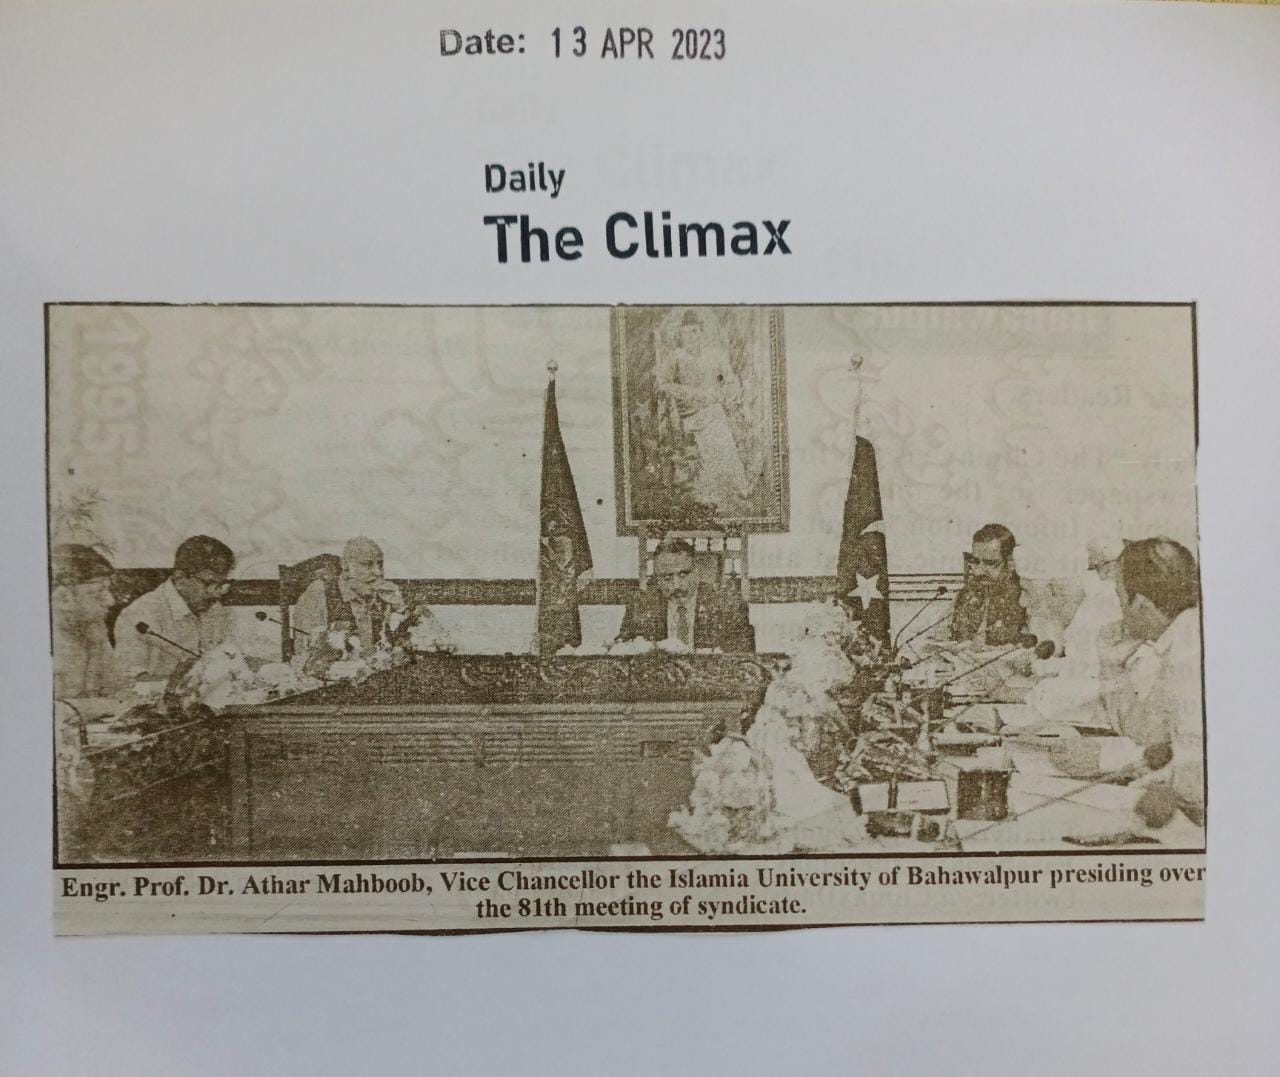 Date: 13 APR 2023
Daily
The Climax
Engr. Prof. Dr. Athar Mahboob, Vice Chancellor the Islamia University of Bahawalpur presiding over
the 81th meeting of syndicate.